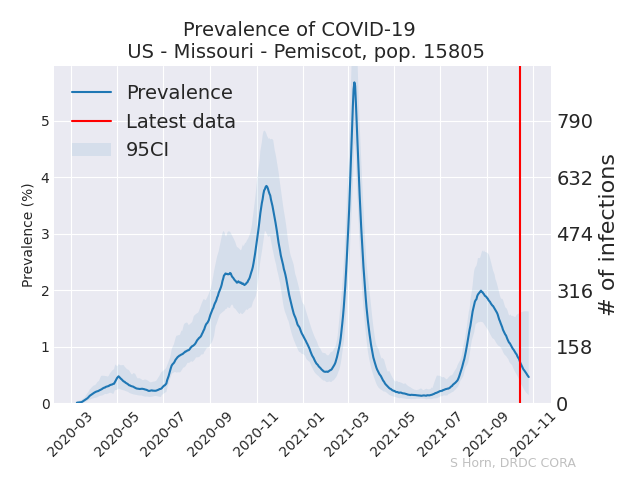 Prevalence of COVID-19
US - Missouri - Pemiscot, pop. 15805
Prevalence
Latest data
95CI
Prevalence (%)
5
4
3
2
1
0
790
632
474
316
158
0
# of infections
2020-03
2020-05
2020-07
2020-09
2020-11
2021-01
2021-03
2021-05
2021-07
2021-09
2021-11
S Horn, DRDC CORA